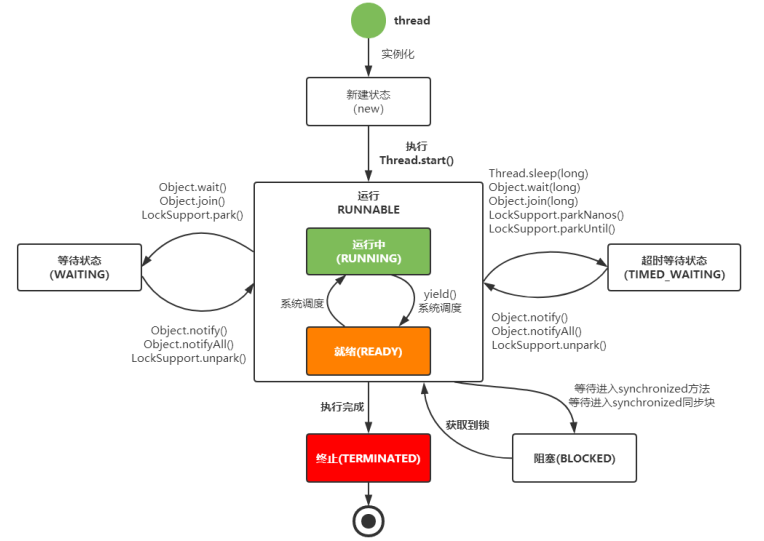 thread
实例化
新建状态
(new)
执行
Thread.start()
Object.wait()
Object.join()
LockSupport.park()
Thread.sleep(long)
Object.wait(long)
Object.join(long)
LockSupport.parkNanos()
LockSupport.parkUntil()
运行
RUNNABLE
等待状态
(WAITING)
运行中
(RUNNING)
超时等待状态
(TIMED_WAITING)
系统调度
yield()
系统调度
Object.notify()
Object.notifyAll()
LockSupport.unpark()
Object.notify()
Object.notifyAll()
LockSupport.unpark()
就绪(READY)
执行完成
等待进入synchronized方法
等待进入synchronized同步块
获取到锁
终止(TERMINATED)
阻塞(BLOCKED)